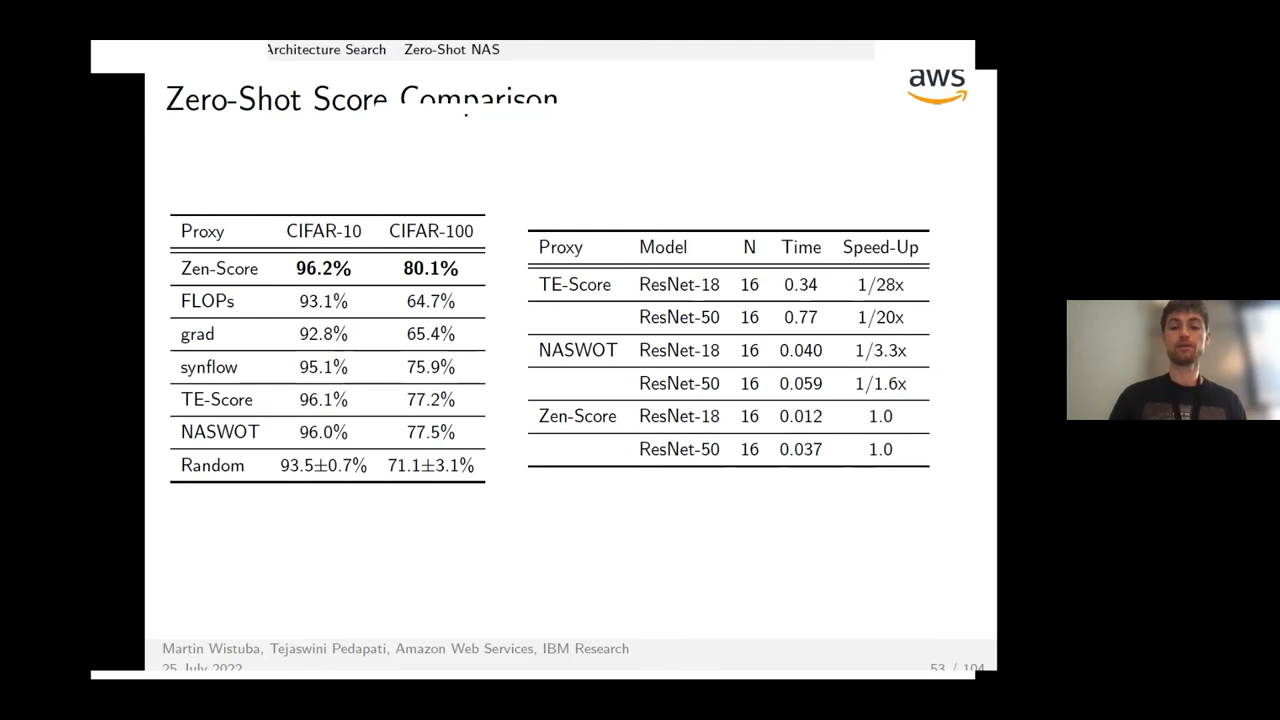 Architecture Search Zero-Shot NAS
aws
Zero-Shot Score Comparison
Proxy CIFAR-10 CIFAR-100
Zen-Score 96.2% 80.1%
FLOPs 93.1% 64.7%
grad 92.8% 65.4%
synflow 95.1% 75.9%
TE-Score 96.1% 77.2%
NASWOT 96.0% 77.5%
Random 93.5±0.7% 71.1±3.1%
Proxy Model N Time Speed-Up
TE-Score ResNet-18 16 0.34 1/28x
ResNet-50 16 0.77 1/20x
NASWOT ResNet-18 16 0.040 1/3.3x
ResNet-50 16 0.059 1/1.6x
Zen-Score ResNet-18 16 0.012 1.0
ResNet-50 16 0.037 1.0
Martin Wistuba, Tejaswini Pedapati, Amazon Web Services, IBM Research
25 July 2022 53 / 104